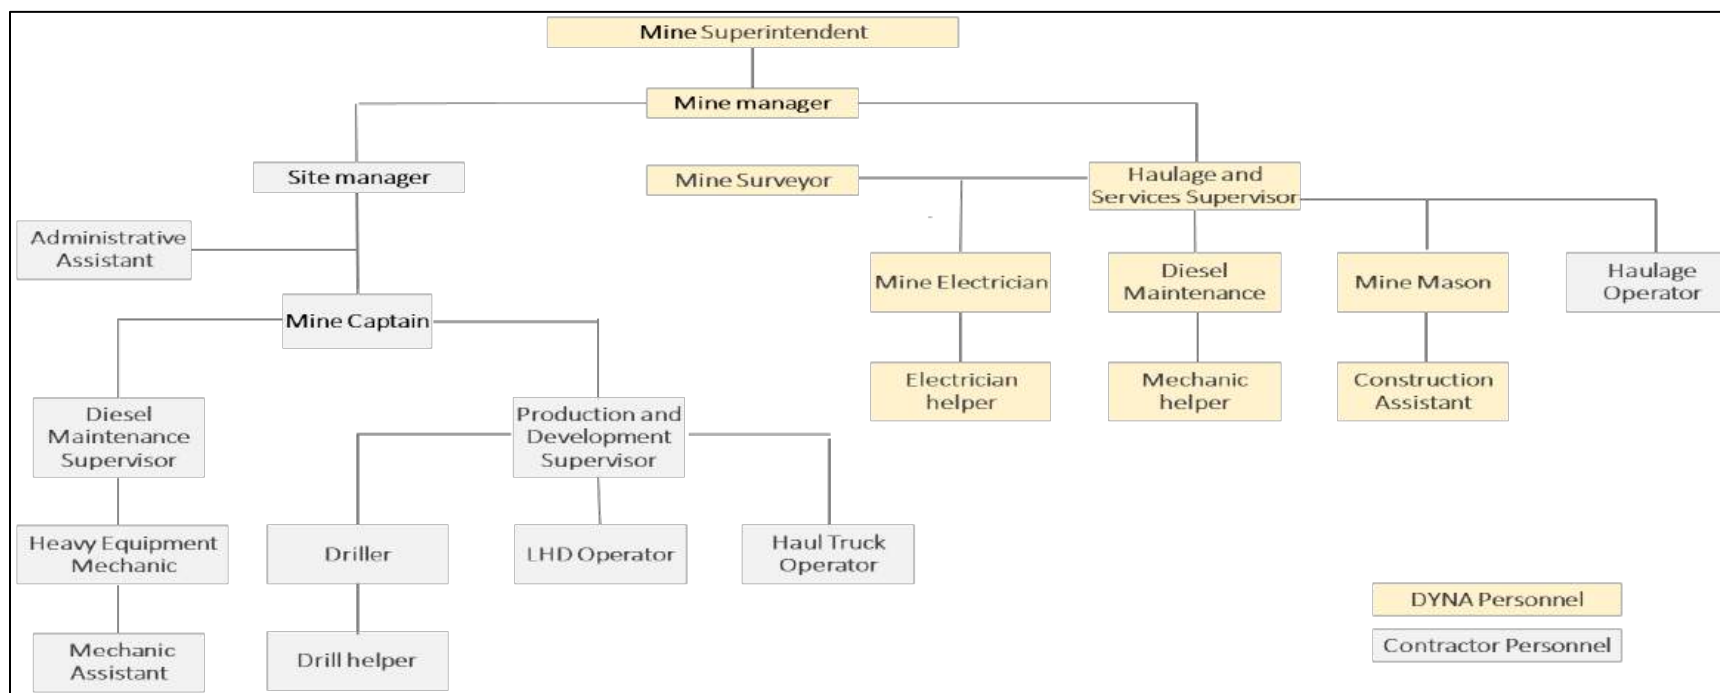 Mine Superintendent
Mine manager
Site manager
Mine Surveyor
Haulage and
Services Supervisor
Administrative
Assistant
Mine Electrician
Diesel
Maintenance
Mine Mason
Haulage
Operator
Mine Captain
Electrician
helper
Mechanic
helper
Construction
Assistant
Diesel
Maintenance
Supervisor
Production and
Development
Supervisor
Heavy Equipment
Mechanic
Driller
LHD Operator
Haul Truck
Operator
Mechanic
Assistant
Drill helper
DYNA Personnel
Contractor Personnel